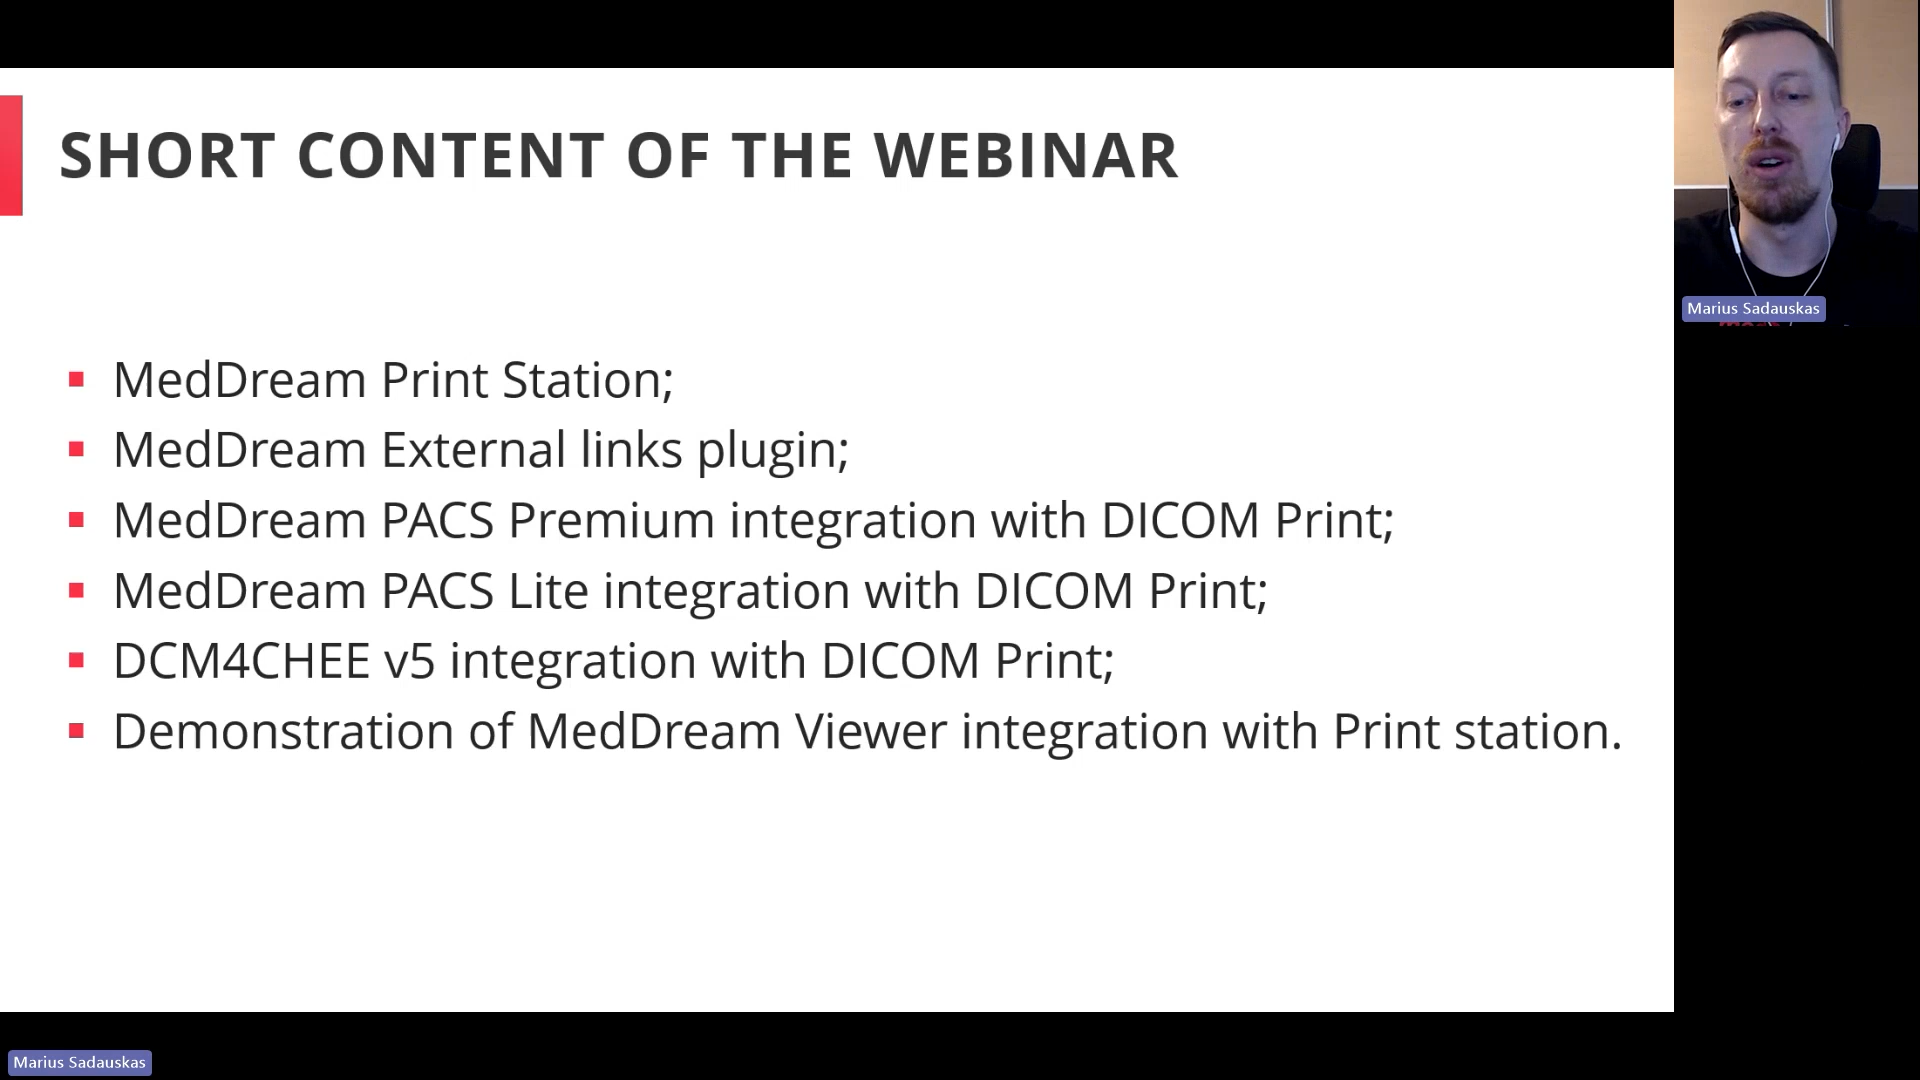 SHORT CONTENT OF THE WEBINAR
MedDream Print Station;
MedDream External links plugin;
MedDream PACS Premium integration with DICOM Print;
MedDream PACS Lite integration with DICOM Print;
DCM4CHEE v5 integration with DICOM Print;
Demonstration of MedDream Viewer integration with Print station.
Marius Sadauskas
Marius Sadauskas